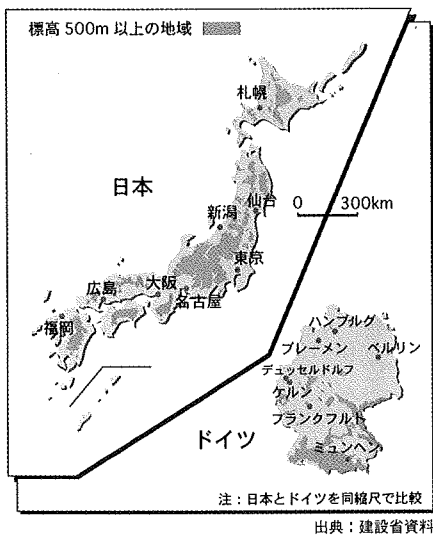 標高 500m 以上の地域
札幌
日本
仙台
0 300km
新潟
東京
広島
大阪
名古屋
福岡
ハンブルグ
ブレーメン
ベルリン
デュッセルドルフ
ケルン
フランクフルト
ドイツ
ミュンヘン
注：日本とドイツを同縮尺で比較
出典：建設省資料